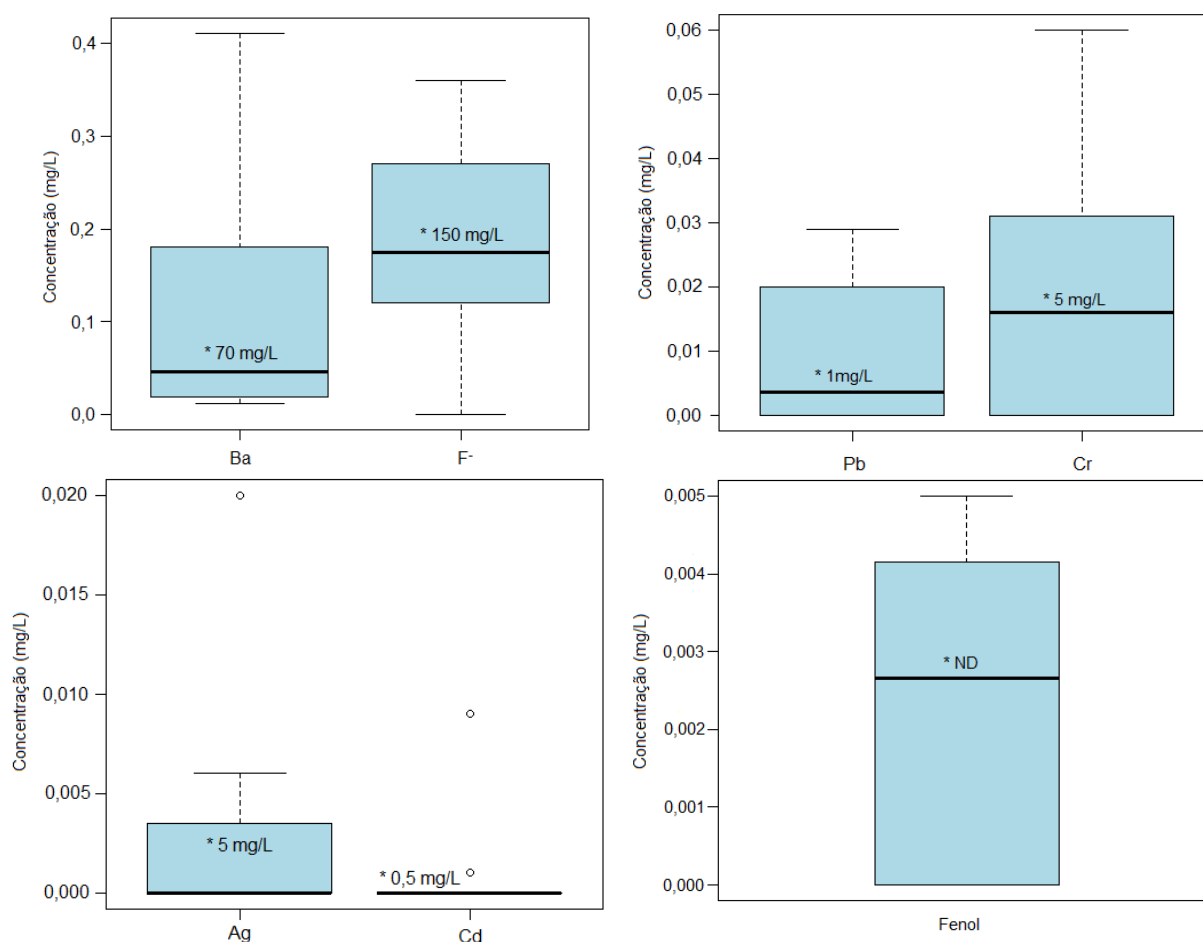 Concentração (mg/L)
0,4
0,3
0,2
0,1
0,0
* 70 mg/L
* 150 mg/L
Ba
F-
Concentração (mg/L)
0,06
0,05
0,04
0,03
0,02
0,01
0,00
* 1mg/L
* 5 mg/L
Pb
Cr
Concentração (mg/L)
0,020
0,015
0,010
0,005
0,000
* 5 mg/L
* 0,5 mg/L
Ag
Cd
Concentração (mg/L)
0,005
0,004
0,003
0,002
0,001
0,000
* ND
Fenol